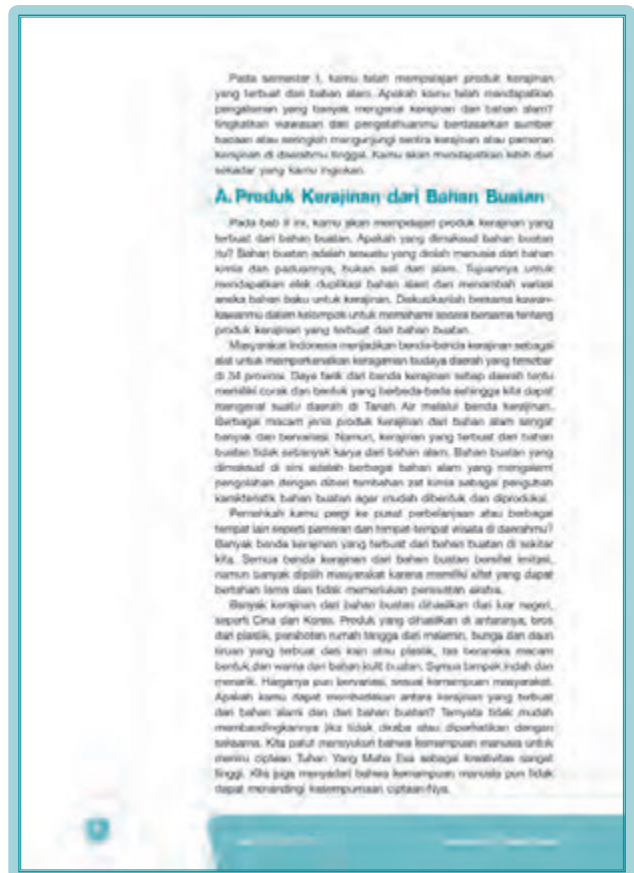 Pada semester I, kamu telah mempelajari produk kerajinan
yang terbuat dari bahan alam. Apakah kamu telah mendapatkan
pengalaman yang banyak mengenai kerajinan dari bahan alam?
Tingkatkan wawasan dan pengetahuanmu berdasarkan sumber
bacaan atau seringlah mengunjungi sentra kerajinan atau pameran
kerajinan di daerahmu tinggal. Kamu akan mendapatkan lebih dari
sekadar yang kamu inginkan.
A. Produk Kerajinan dari Bahan Buatan
Pada bab II ini, kamu akan mempelajari produk kerajinan yang
terbuat dari bahan buatan. Apakah yang dimaksud bahan buatan
itu? Bahan buatan adalah sesuatu yang diolah manusia dari bahan
kimia dan paduannya, bukan asli dari alam. Tujuannya untuk
mendapatkan efek duplikasi bahan alam dan menambah variasi
aneka bahan baku untuk kerajinan. Diskusikanlah bersama kawan-
kawanmu dalam kelompok untuk memahami secara bersama tentang
produk kerajinan yang terbuat dari bahan buatan.
Masyarakat Indonesia menjadikan benda-benda kerajinan sebagai
alat untuk memperkenalkan keragaman budaya daerah yang tersebar
di 34 provinsi. Daya tarik dari benda kerajinan setiap daerah tentu
memiliki corak dan bentuk yang berbeda-beda sehingga kita dapat
mengenal suatu daerah di Tanah Air melalui benda kerajinan.
Berbagai macam jenis produk kerajinan dari bahan alam sangat
banyak dan bervariasi. Namun, kerajinan yang terbuat dari bahan
buatan tidak sebanyak karya dari bahan alam. Bahan buatan yang
dimaksud di sini adalah berbagai bahan alam yang mengalami
pengolahan dengan diberi tambahan zat kimia sebagai pengubah
karakteristik bahan buatan agar mudah dibentuk dan diproduksi.
Pernahkah kamu pergi ke pusat perbelanjaan atau berbagai
tempat lain seperti pameran dan tempat-tempat wisata di daerahmu?
Banyak benda kerajinan yang terbuat dari bahan buatan di sekitar
kita. Semua benda kerajinan dari bahan buatan bersifat imitasi,
namun banyak dipilih masyarakat karena memiliki sifat yang dapat
bertahan lama dan tidak memerlukan perawatan ekstra.
Banyak kerajinan dari bahan buatan dihasilkan dari luar negeri,
seperti Cina dan Korea. Produk yang dihasilkan di antaranya, bros
dari plastik, perabotan rumah tangga dari melamin, bunga dan daun
tiruan yang terbuat dari kain atau plastik, tas beraneka macam
bentuk dan warna dari bahan kulit buatan. Semua tampak indah dan
menarik. Harganya pun bervariasi, sesuai kemampuan masyarakat.
Apakah kamu dapat membedakan antara kerajinan yang terbuat
dari bahan alami dan dari bahan buatan? Ternyata tidak mudah
membandingkannya jika tidak diraba atau diperhatikan dengan
saksama. Kita patut mensyukuri bahwa kemampuan manusia untuk
meniru ciptaan Tuhan Yang Maha Esa sebagai kreativitas sangat
tinggi. Kita juga menyadari bahwa kemampuan manusia pun tidak
dapat menandingi kesempurnaan ciptaan-Nya.